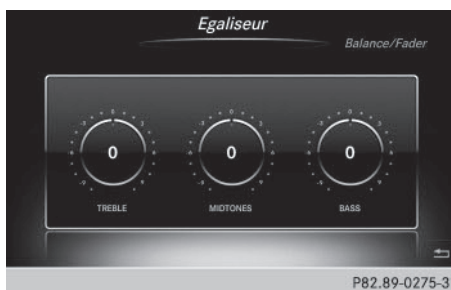 Egaliseur
Balance/Fader
0 0 0
TREBLE MIDTONES BASS
P82.89-0275-3